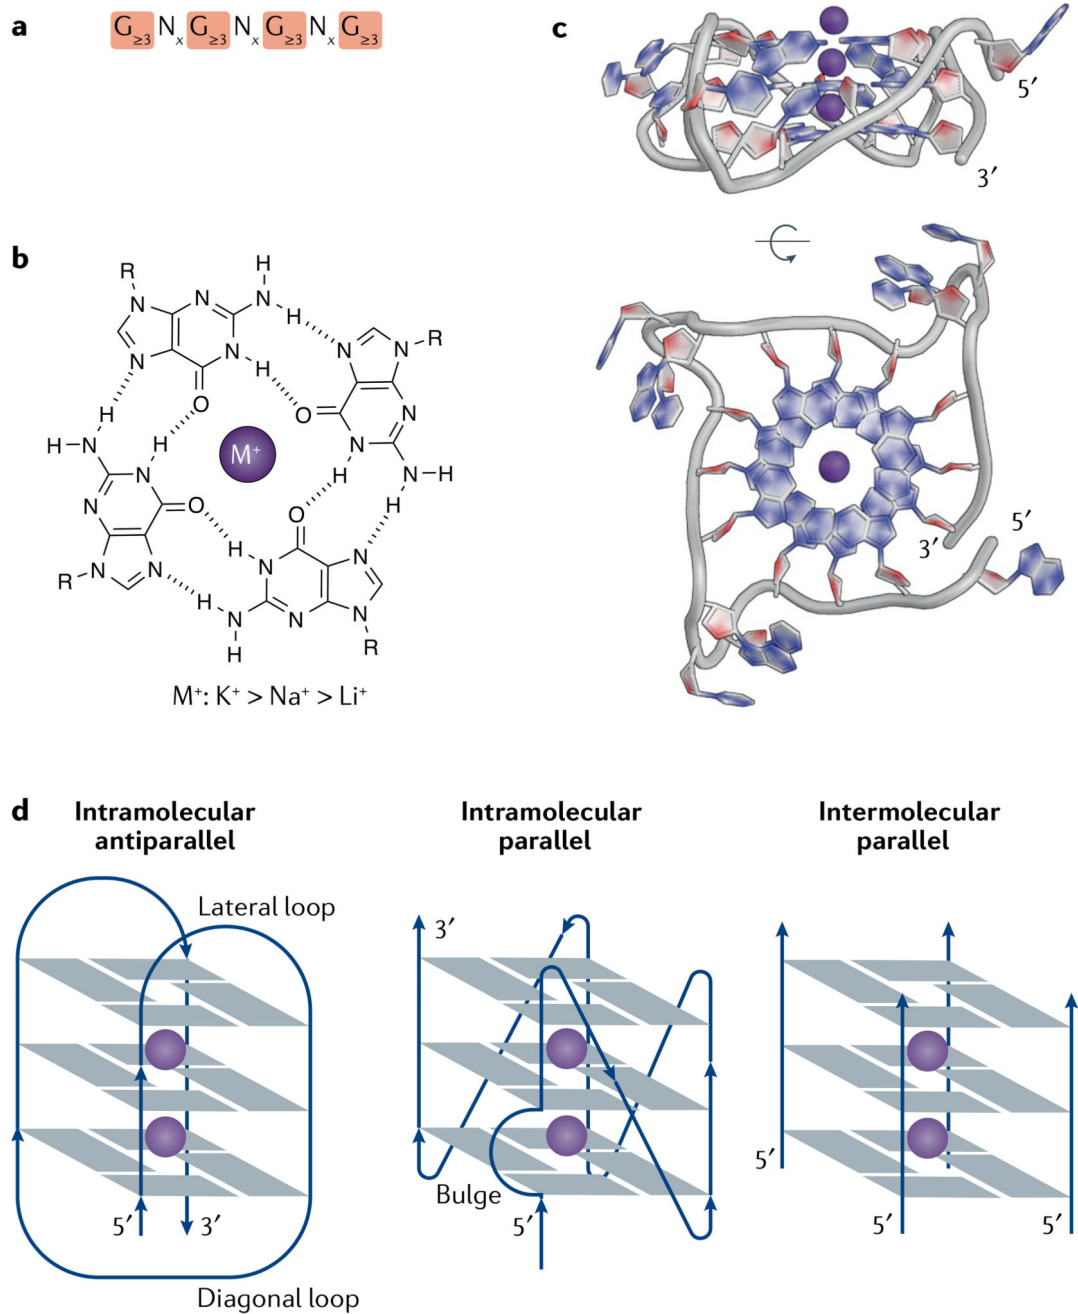 a
G≥3 Nx G≥3 Nx G≥3 Nx G≥3
b
R
N
N
H
N
H
N
H
N
O
H
N
H
N
N
R
N
O
N
H
N
H
H
O
H
N
N
R
N
N
O
H
N
N
H
N
H
N
N
R
M⁺
M⁺: K⁺ > Na⁺ > Li⁺
c
5′
3′
3′
5′
d
Intramolecular
antiparallel
Lateral loop
5′
3′
Diagonal loop
Intramolecular
parallel
3′
Bulge
5′
Intermolecular
parallel
5′
5′
5′